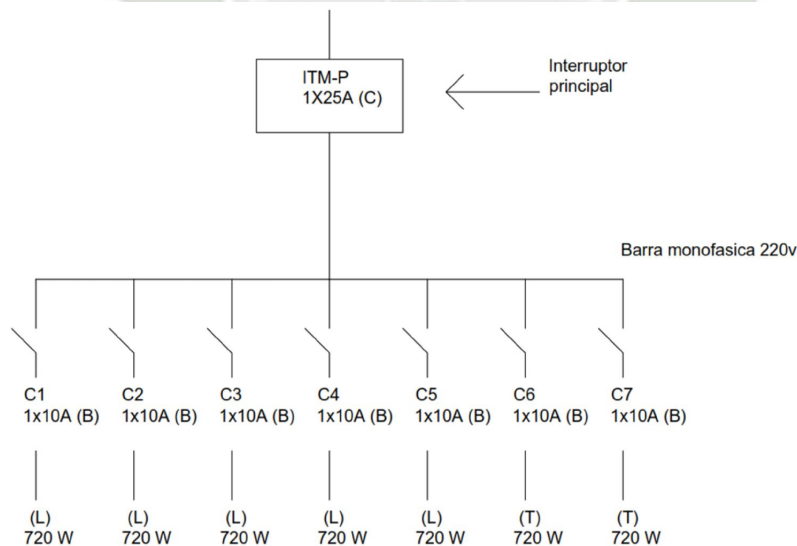 ITM-P
1X25A (C)
Interruptor
principal
Barra monofasica 220v
C1
1x10A (B)
C2
1x10A (B)
C3
1x10A (B)
C4
1x10A (B)
C5
1x10A (B)
C6
1x10A (B)
C7
1x10A (B)
(L)
720 W
(L)
720 W
(L)
720 W
(L)
720 W
(L)
720 W
(T)
720 W
(T)
720 W